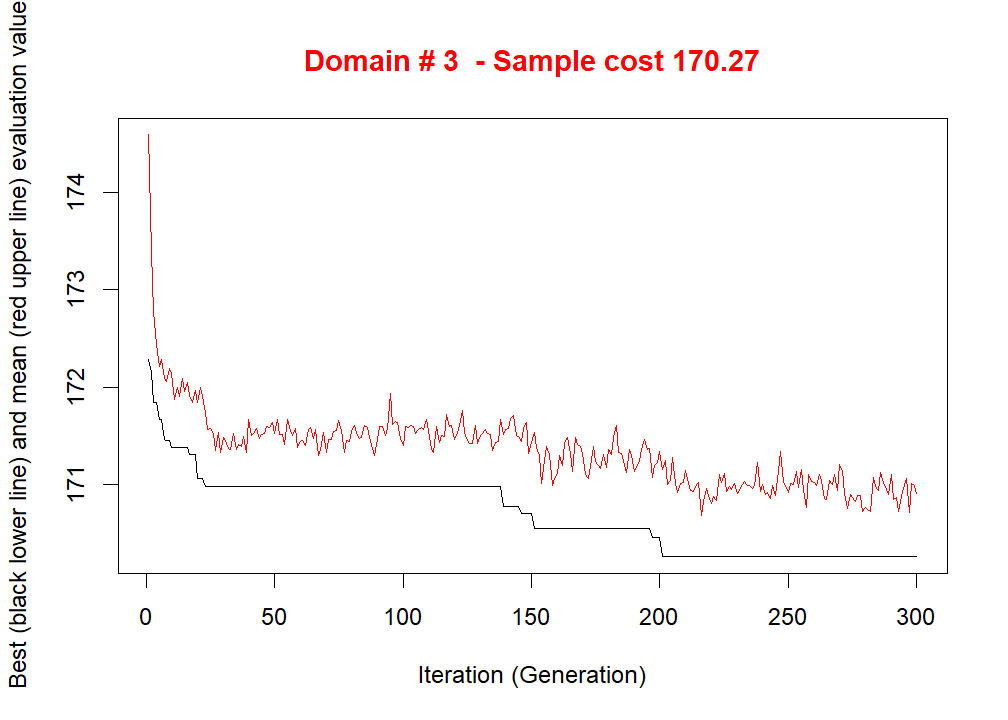 Domain # 3  - Sample cost 170.27
Best (black lower line) and mean (red upper line) evaluation value
174
173
172
171
0 50 100 150 200 250 300
Iteration (Generation)